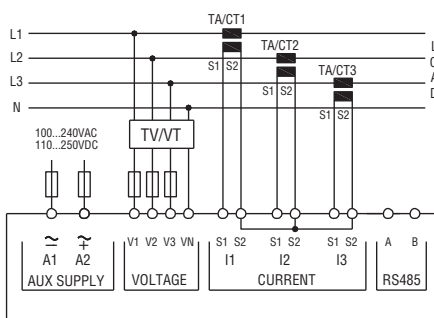 TA/CT1
L1
TA/CT2
L2
S1 S2
TA/CT3
L3
S1 S2
N
S1 S2
L
O
A
D
100...240VAC
110...250VDC
TV/VT
A1 A2
AUX SUPPLY
V1 V2 V3 VN
VOLTAGE
S1 S2 S1 S2 S1 S2
I1 I2 I3
CURRENT
A B
RS485